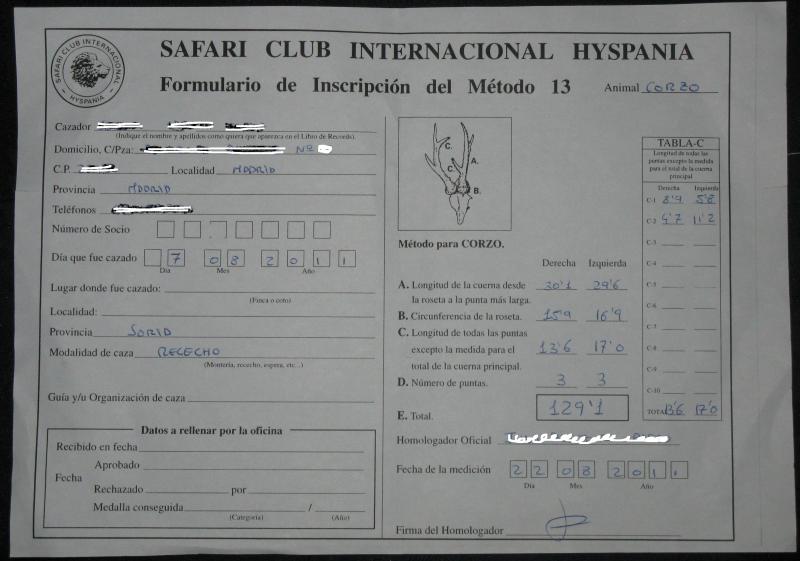 SAFARI CLUB INTERNACIONAL HYSPANIA
SAFARI CLUB INTERNACIONAL
HYSPANIA
Formulario de Inscripción del Método 13
Animal CORZO
Cazador
(Indique el nombre y apellidos como quiera que aparezca en el Libro de Records).
Domicilio, C/Pza: Nº
C.P. Localidad MADRID
Provincia MADRID
Teléfonos
Número de Socio
Día que fue cazado 7 08 2011
Día Mes Año
Lugar donde fue cazado:
(Finca o coto)
Localidad:
Provincia SORIA
Modalidad de caza RECECHO
(Montería, rececho, espera, etc...)
Guía y/u Organización de caza
Datos a rellenar por la oficina
Recibido en fecha
Aprobado
Fecha
Rechazado por
Medalla conseguida /
(Categoría) (Año)
C. A. C. B.
Método para CORZO.
Derecha Izquierda
A. Longitud de la cuerna desde
la roseta a la punta más larga. 30'1 29'6
B. Circunferencia de la roseta. 15'9 16'9
C. Longitud de todas las puntas
excepto la medida para el 13'6 17'0
total de la cuerna principal.
D. Número de puntas. 3 3
E. Total. 129'1
Homologador Oficial
Fecha de la medición 22 08 2011
Día Mes Año
Firma del Homologador
TABLA-C
Longitud de todas las
puntas excepto la medida
para el total de la cuerna
principal
Derecha Izquierda
C-1 8'9 5'8
C-2 4'7 11'2
C-3
C-4
C-5
C-6
C-7
C-8
C-9
C-10
TOTAL 13'6 17'0